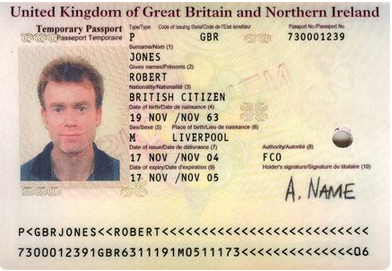 United Kingdom of Great Britain and Northern Ireland
Temporary Passport Type/Type Code of Issuing State/Code de l'État émetteur Passport No./Passeport No.
Passeport Temporaire P GBR 730001239
Surname/Nom (1)
JONES
Given names/Prénoms (2)
ROBERT
Nationality/Nationalité (3)
BRITISH CITIZEN
Date of birth/Date de naissance (4)
19 NOV /NOV 63
Sex/Sexe (5) Place of birth/Lieu de naissance (6)
M LIVERPOOL
Date of issue/Date de délivrance (7) Authority/Autorité (8)
17 NOV /NOV 04 FCO
Date of expiry/Date d'expiration (9) Holder's signature/Signature du titulaire (10)
17 NOV /NOV 05 A. NAME
P<GBRJONES<<ROBERT<<<<<<<<<<<<<<<<<<<<<<<<<<
7300012391GBR6311191M0511173<<<<<<<<<<<<<<06